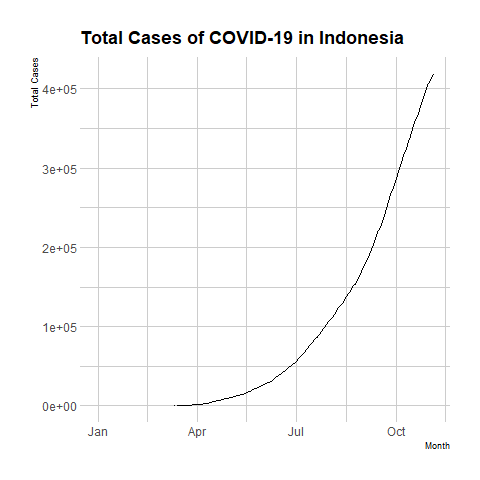 Total Cases of COVID-19 in Indonesia
Total Cases
4e+05
3e+05
2e+05
1e+05
0e+00
Jan Apr Jul Oct
Month